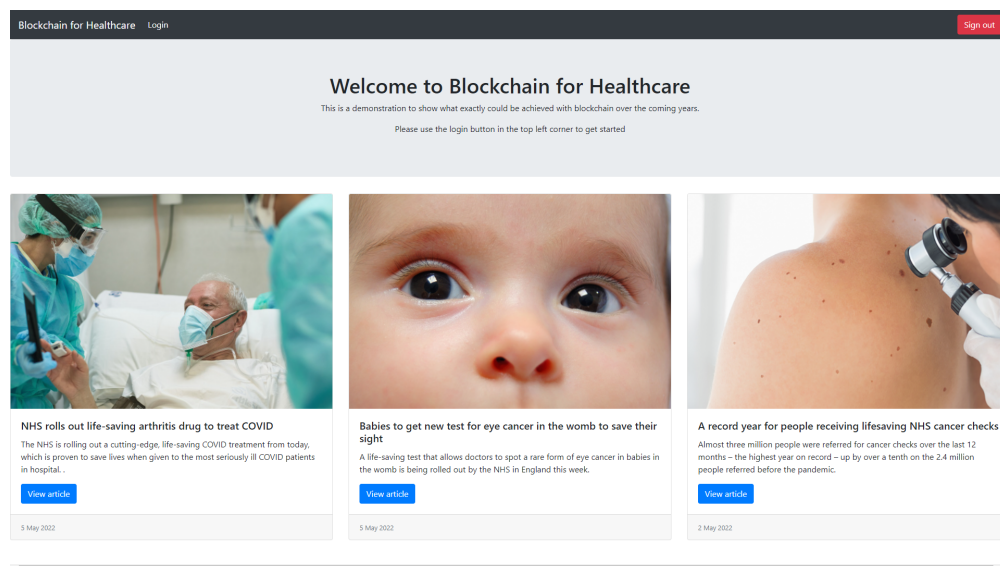 Blockchain for Healthcare Login Sign out
Welcome to Blockchain for Healthcare
This is a demonstration to show what exactly could be achieved with blockchain over the coming years.
Please use the login button in the top left corner to get started
NHS rolls out life-saving arthritis drug to treat COVID
The NHS is rolling out a cutting-edge, life-saving COVID treatment from today,
which is proven to save lives when given to the most seriously ill COVID patients
in hospital. .
View article
5 May 2022
Babies to get new test for eye cancer in the womb to save their
sight
A life-saving test that allows doctors to spot a rare form of eye cancer in babies in
the womb is being rolled out by the NHS in England this week.
View article
5 May 2022
A record year for people receiving lifesaving NHS cancer checks
Almost three million people were referred for cancer checks over the last 12
months – the highest year on record – up by over a tenth on the 2.4 million
people referred before the pandemic.
View article
2 May 2022